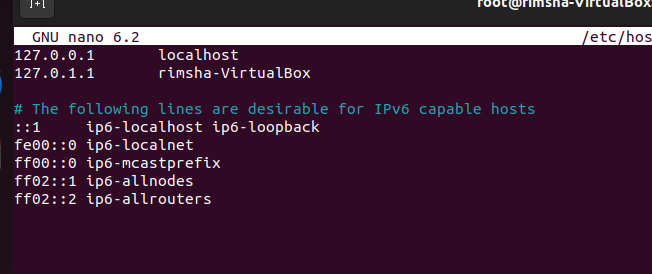 root@rimsha-VirtualBox:
GNU nano 6.2 /etc/hos
127.0.0.1 localhost
127.0.1.1 rimsha-VirtualBox
# The following lines are desirable for IPv6 capable hosts
::1 ip6-localhost ip6-loopback
fe00::0 ip6-localnet
ff00::0 ip6-mcastprefix
ff02::1 ip6-allnodes
ff02::2 ip6-allrouters